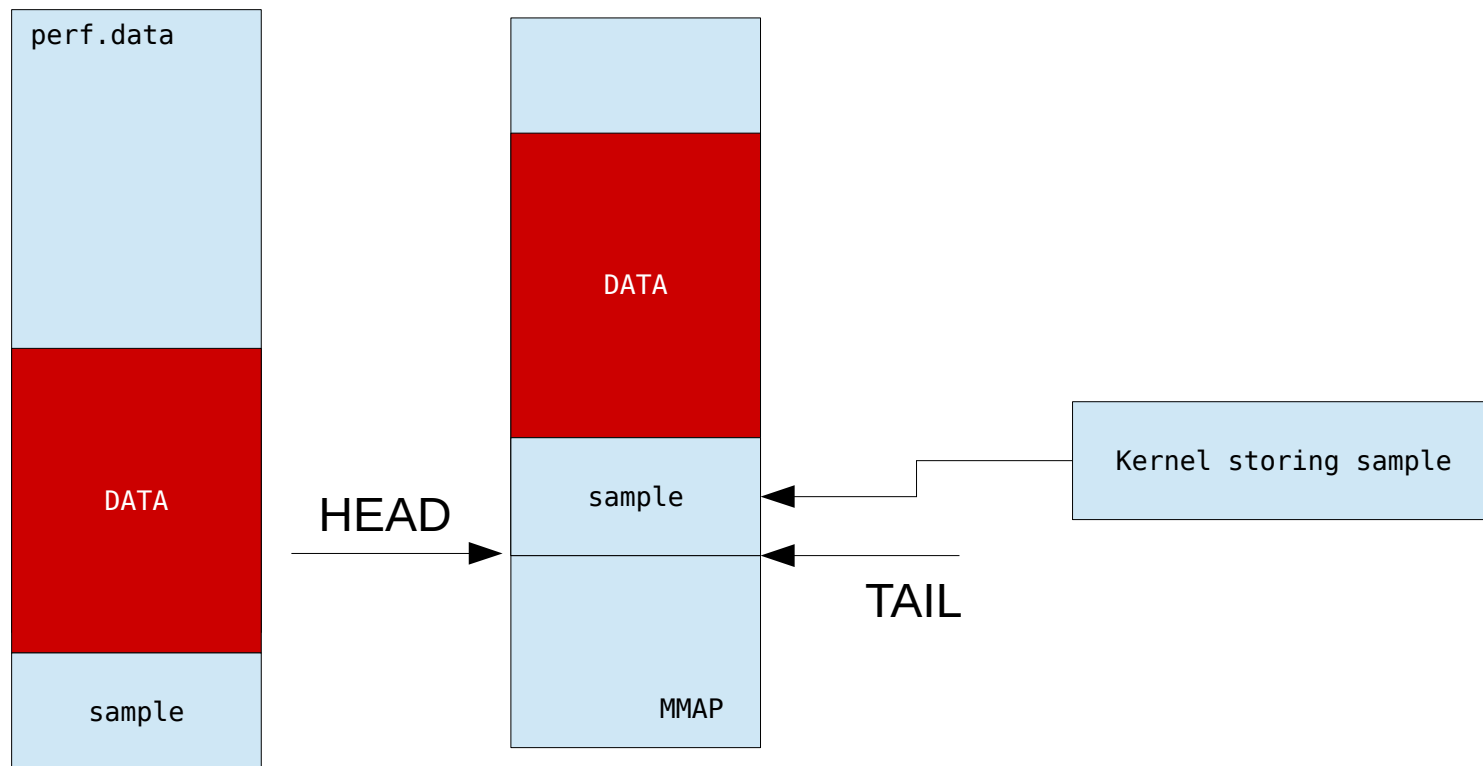 perf.data
DATA
sample
HEAD
DATA
sample
MMAP
TAIL
Kernel storing sample